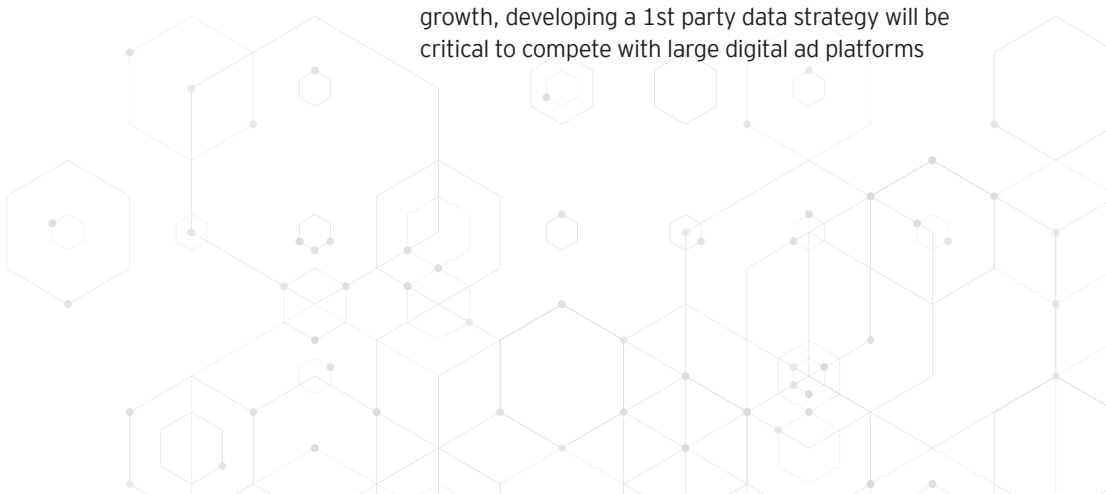 growth, developing a 1st party data strategy will be
critical to compete with large digital ad platforms